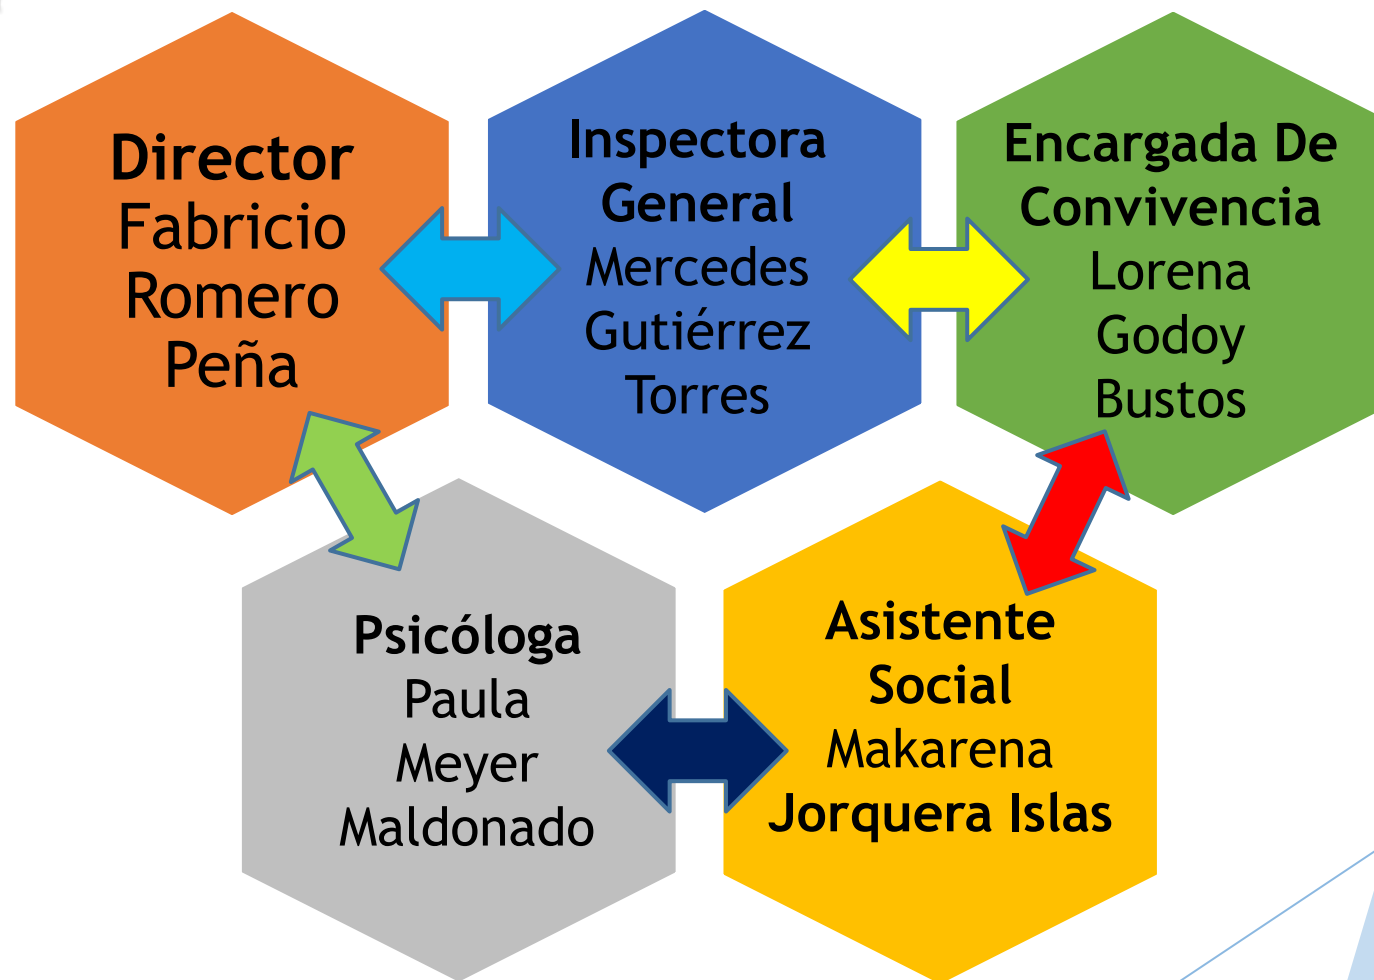 Director
Fabricio
Romero
Peña
Inspectora
General
Mercedes
Gutiérrez
Torres
Encargada De
Convivencia
Lorena
Godoy
Bustos
Psicóloga
Paula
Meyer
Maldonado
Asistente
Social
Makarena
Jorquera Islas